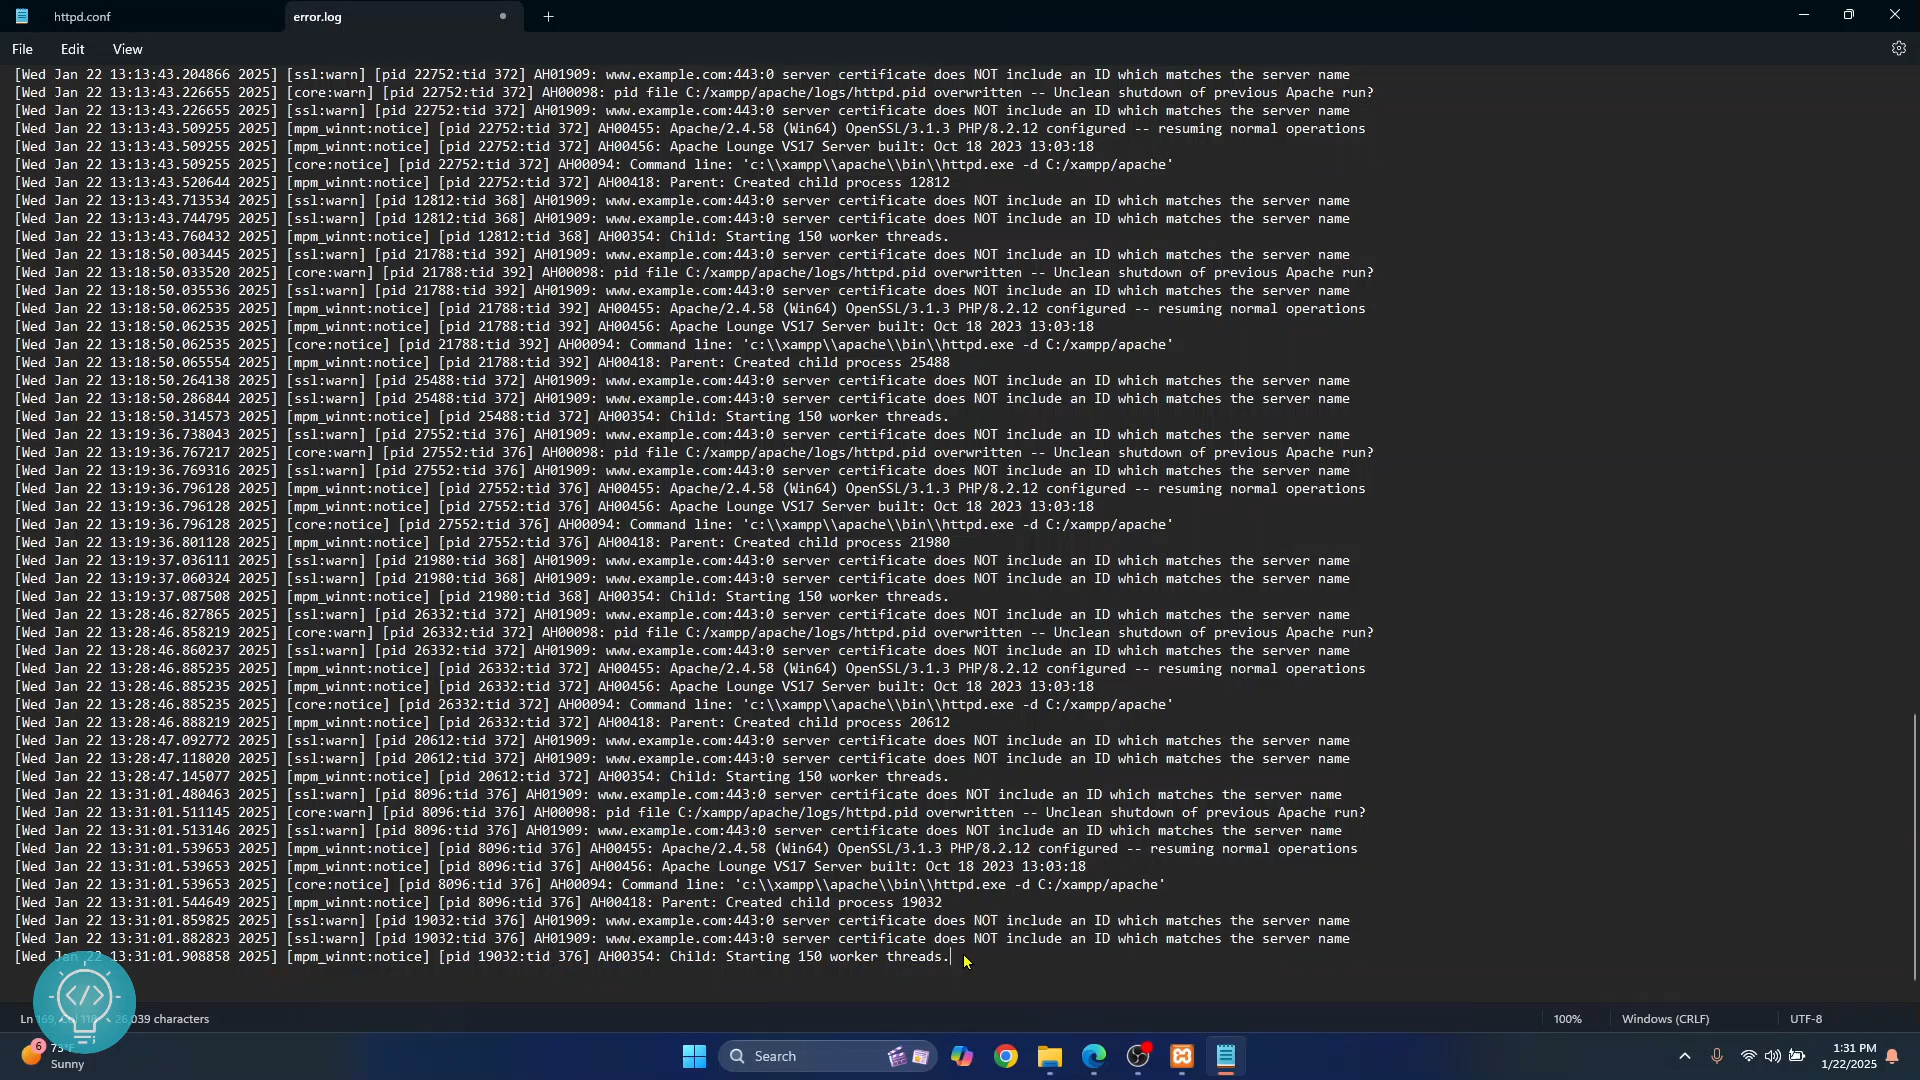 httpd.conf
error.log
File
Edit
View
[Wed Jan 22 13:13:43.204866 2025] [ssl:warn] [pid 22752:tid 372] AH01909: www.example.com:443:0 server certificate does NOT include an ID which matches the server name
[Wed Jan 22 13:13:43.226655 2025] [core:warn] [pid 22752:tid 372] AH00098: pid file C:/xampp/apache/logs/httpd.pid overwritten -- Unclean shutdown of previous Apache run?
[Wed Jan 22 13:13:43.226655 2025] [ssl:warn] [pid 22752:tid 372] AH01909: www.example.com:443:0 server certificate does NOT include an ID which matches the server name
[Wed Jan 22 13:13:43.509255 2025] [mpm_winnt:notice] [pid 22752:tid 372] AH00455: Apache/2.4.58 (Win64) OpenSSL/3.1.3 PHP/8.2.12 configured -- resuming normal operations
[Wed Jan 22 13:13:43.509255 2025] [mpm_winnt:notice] [pid 22752:tid 372] AH00456: Apache Lounge VS17 Server built: Oct 18 2023 13:03:18
[Wed Jan 22 13:13:43.509255 2025] [core:notice] [pid 22752:tid 372] AH00094: Command line: 'c:\\xampp\\apache\\bin\\httpd.exe -d C:/xampp/apache'
[Wed Jan 22 13:13:43.520644 2025] [mpm_winnt:notice] [pid 22752:tid 372] AH00418: Parent: Created child process 12812
[Wed Jan 22 13:13:43.713534 2025] [ssl:warn] [pid 12812:tid 368] AH01909: www.example.com:443:0 server certificate does NOT include an ID which matches the server name
[Wed Jan 22 13:13:43.744795 2025] [ssl:warn] [pid 12812:tid 368] AH01909: www.example.com:443:0 server certificate does NOT include an ID which matches the server name
[Wed Jan 22 13:13:43.760432 2025] [mpm_winnt:notice] [pid 12812:tid 368] AH00354: Child: Starting 150 worker threads.
[Wed Jan 22 13:18:50.003445 2025] [ssl:warn] [pid 21788:tid 392] AH01909: www.example.com:443:0 server certificate does NOT include an ID which matches the server name
[Wed Jan 22 13:18:50.033520 2025] [core:warn] [pid 21788:tid 392] AH00098: pid file C:/xampp/apache/logs/httpd.pid overwritten -- Unclean shutdown of previous Apache run?
[Wed Jan 22 13:18:50.035536 2025] [ssl:warn] [pid 21788:tid 392] AH01909: www.example.com:443:0 server certificate does NOT include an ID which matches the server name
[Wed Jan 22 13:18:50.062535 2025] [mpm_winnt:notice] [pid 21788:tid 392] AH00455: Apache/2.4.58 (Win64) OpenSSL/3.1.3 PHP/8.2.12 configured -- resuming normal operations
[Wed Jan 22 13:18:50.062535 2025] [mpm_winnt:notice] [pid 21788:tid 392] AH00456: Apache Lounge VS17 Server built: Oct 18 2023 13:03:18
[Wed Jan 22 13:18:50.062535 2025] [core:notice] [pid 21788:tid 392] AH00094: Command line: 'c:\\xampp\\apache\\bin\\httpd.exe -d C:/xampp/apache'
[Wed Jan 22 13:18:50.065554 2025] [mpm_winnt:notice] [pid 21788:tid 392] AH00418: Parent: Created child process 25488
[Wed Jan 22 13:18:50.264138 2025] [ssl:warn] [pid 25488:tid 372] AH01909: www.example.com:443:0 server certificate does NOT include an ID which matches the server name
[Wed Jan 22 13:18:50.286844 2025] [ssl:warn] [pid 25488:tid 372] AH01909: www.example.com:443:0 server certificate does NOT include an ID which matches the server name
[Wed Jan 22 13:18:50.314573 2025] [mpm_winnt:notice] [pid 25488:tid 372] AH00354: Child: Starting 150 worker threads.
[Wed Jan 22 13:19:36.738043 2025] [ssl:warn] [pid 27552:tid 376] AH01909: www.example.com:443:0 server certificate does NOT include an ID which matches the server name
[Wed Jan 22 13:19:36.767217 2025] [core:warn] [pid 27552:tid 376] AH00098: pid file C:/xampp/apache/logs/httpd.pid overwritten -- Unclean shutdown of previous Apache run?
[Wed Jan 22 13:19:36.769316 2025] [ssl:warn] [pid 27552:tid 376] AH01909: www.example.com:443:0 server certificate does NOT include an ID which matches the server name
[Wed Jan 22 13:19:36.796128 2025] [mpm_winnt:notice] [pid 27552:tid 376] AH00455: Apache/2.4.58 (Win64) OpenSSL/3.1.3 PHP/8.2.12 configured -- resuming normal operations
[Wed Jan 22 13:19:36.796128 2025] [mpm_winnt:notice] [pid 27552:tid 376] AH00456: Apache Lounge VS17 Server built: Oct 18 2023 13:03:18
[Wed Jan 22 13:19:36.796128 2025] [core:notice] [pid 27552:tid 376] AH00094: Command line: 'c:\\xampp\\apache\\bin\\httpd.exe -d C:/xampp/apache'
[Wed Jan 22 13:19:36.801128 2025] [mpm_winnt:notice] [pid 27552:tid 376] AH00418: Parent: Created child process 21980
[Wed Jan 22 13:19:37.036111 2025] [ssl:warn] [pid 21980:tid 368] AH01909: www.example.com:443:0 server certificate does NOT include an ID which matches the server name
[Wed Jan 22 13:19:37.060324 2025] [ssl:warn] [pid 21980:tid 368] AH01909: www.example.com:443:0 server certificate does NOT include an ID which matches the server name
[Wed Jan 22 13:19:37.087508 2025] [mpm_winnt:notice] [pid 21980:tid 368] AH00354: Child: Starting 150 worker threads.
[Wed Jan 22 13:28:46.827865 2025] [ssl:warn] [pid 26332:tid 372] AH01909: www.example.com:443:0 server certificate does NOT include an ID which matches the server name
[Wed Jan 22 13:28:46.858219 2025] [core:warn] [pid 26332:tid 372] AH00098: pid file C:/xampp/apache/logs/httpd.pid overwritten -- Unclean shutdown of previous Apache run?
[Wed Jan 22 13:28:46.860237 2025] [ssl:warn] [pid 26332:tid 372] AH01909: www.example.com:443:0 server certificate does NOT include an ID which matches the server name
[Wed Jan 22 13:28:46.885235 2025] [mpm_winnt:notice] [pid 26332:tid 372] AH00455: Apache/2.4.58 (Win64) OpenSSL/3.1.3 PHP/8.2.12 configured -- resuming normal operations
[Wed Jan 22 13:28:46.885235 2025] [mpm_winnt:notice] [pid 26332:tid 372] AH00456: Apache Lounge VS17 Server built: Oct 18 2023 13:03:18
[Wed Jan 22 13:28:46.885235 2025] [core:notice] [pid 26332:tid 372] AH00094: Command line: 'c:\\xampp\\apache\\bin\\httpd.exe -d C:/xampp/apache'
[Wed Jan 22 13:28:46.888219 2025] [mpm_winnt:notice] [pid 26332:tid 372] AH00418: Parent: Created child process 20612
[Wed Jan 22 13:28:47.092772 2025] [ssl:warn] [pid 20612:tid 372] AH01909: www.example.com:443:0 server certificate does NOT include an ID which matches the server name
[Wed Jan 22 13:28:47.118020 2025] [ssl:warn] [pid 20612:tid 372] AH01909: www.example.com:443:0 server certificate does NOT include an ID which matches the server name
[Wed Jan 22 13:28:47.145077 2025] [mpm_winnt:notice] [pid 20612:tid 372] AH00354: Child: Starting 150 worker threads.
[Wed Jan 22 13:31:01.480463 2025] [ssl:warn] [pid 8096:tid 376] AH01909: www.example.com:443:0 server certificate does NOT include an ID which matches the server name
[Wed Jan 22 13:31:01.511145 2025] [core:warn] [pid 8096:tid 376] AH00098: pid file C:/xampp/apache/logs/httpd.pid overwritten -- Unclean shutdown of previous Apache run?
[Wed Jan 22 13:31:01.513146 2025] [ssl:warn] [pid 8096:tid 376] AH01909: www.example.com:443:0 server certificate does NOT include an ID which matches the server name
[Wed Jan 22 13:31:01.539653 2025] [mpm_winnt:notice] [pid 8096:tid 376] AH00455: Apache/2.4.58 (Win64) OpenSSL/3.1.3 PHP/8.2.12 configured -- resuming normal operations
[Wed Jan 22 13:31:01.539653 2025] [mpm_winnt:notice] [pid 8096:tid 376] AH00456: Apache Lounge VS17 Server built: Oct 18 2023 13:03:18
[Wed Jan 22 13:31:01.539653 2025] [core:notice] [pid 8096:tid 376] AH00094: Command line: 'c:\\xampp\\apache\\bin\\httpd.exe -d C:/xampp/apache'
[Wed Jan 22 13:31:01.544649 2025] [mpm_winnt:notice] [pid 8096:tid 376] AH00418: Parent: Created child process 19032
[Wed Jan 22 13:31:01.859825 2025] [ssl:warn] [pid 19032:tid 376] AH01909: www.example.com:443:0 server certificate does NOT include an ID which matches the server name
[Wed Jan 22 13:31:01.882823 2025] [ssl:warn] [pid 19032:tid 376] AH01909: www.example.com:443:0 server certificate does NOT include an ID which matches the server name
[Wed Jan 22 13:31:01.908858 2025] [mpm_winnt:notice] [pid 19032:tid 376] AH00354: Child: Starting 150 worker threads.
</>
Ln 169, 26,039 characters
100%
Windows (CRLF)
UTF-8
6
73°F
Sunny
Search
1:31 PM
1/22/2025